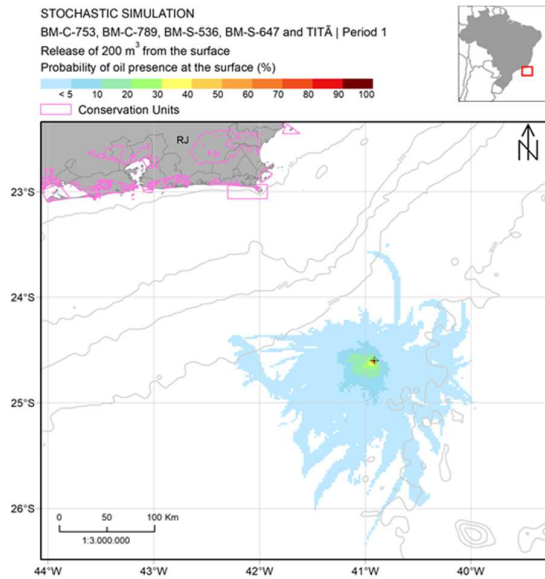 STOCHASTIC SIMULATION
BM-C-753, BM-C-789, BM-S-536, BM-S-647 and TITÃ | Period 1
Release of 200 m³ from the surface
Probability of oil presence at the surface (%)
< 5 10 20 30 40 50 60 70 80 90 100
Conservation Units
RJ
N
23°S
24°S
25°S
26°S
0 50 100 Km
1:3.000.000
44°W 43°W 42°W 41°W 40°W